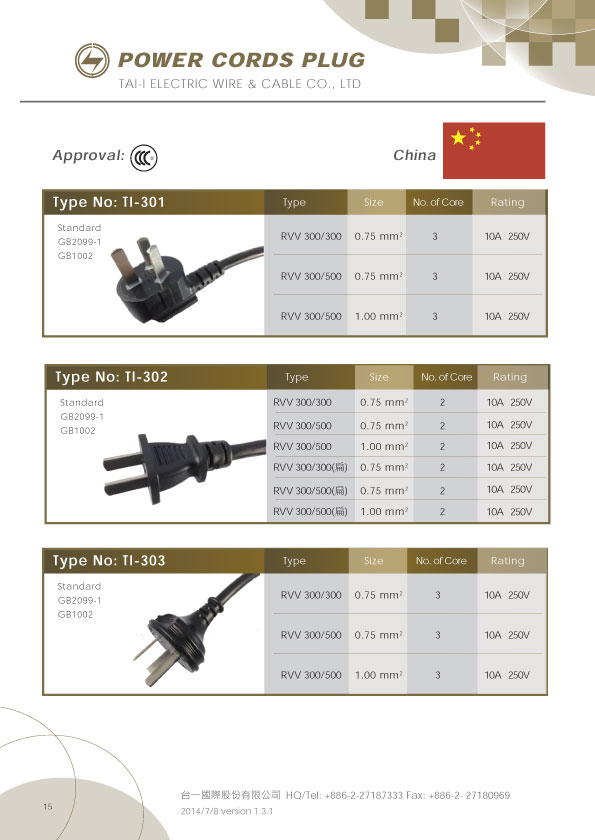 POWER CORDS PLUG
TAI-I ELECTRIC WIRE & CABLE CO., LTD
Approval: CCC
China
Type No: TI-301 Type Size No. of Core Rating
Standard
GB2099-1
GB1002
RVV 300/300 0.75 mm² 3 10A 250V
RVV 300/500 0.75 mm² 3 10A 250V
RVV 300/500 1.00 mm² 3 10A 250V
Type No: TI-302 Type Size No. of Core Rating
Standard
GB2099-1
GB1002
RVV 300/300 0.75 mm² 2 10A 250V
RVV 300/500 0.75 mm² 2 10A 250V
RVV 300/500 1.00 mm² 2 10A 250V
RVV 300/300(扁) 0.75 mm² 2 10A 250V
RVV 300/500(扁) 0.75 mm² 2 10A 250V
RVV 300/500(扁) 1.00 mm² 2 10A 250V
Type No: TI-303 Type Size No. of Core Rating
Standard
GB2099-1
GB1002
RVV 300/300 0.75 mm² 3 10A 250V
RVV 300/500 0.75 mm² 3 10A 250V
RVV 300/500 1.00 mm² 3 10A 250V
台一國際股份有限公司 HQ/Tel: +886-2-27187333 Fax: +886-2- 27180969
15
2014/7/8 version 1.3.1